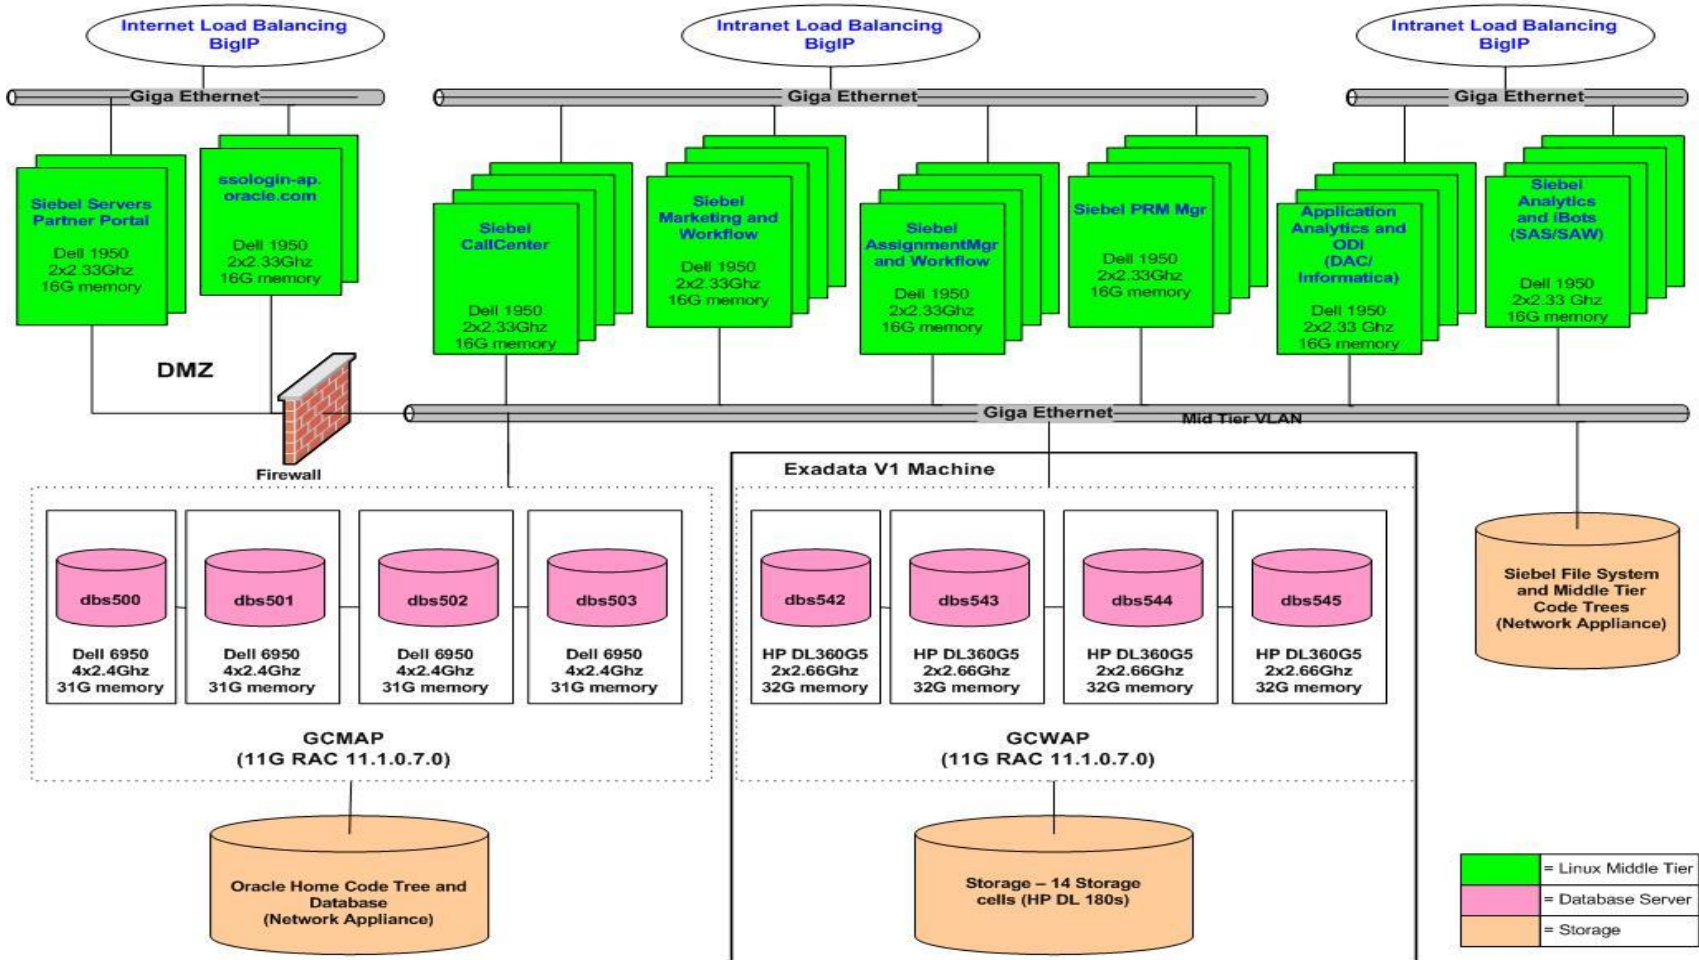 Internet Load Balancing
BigIP
Intranet Load Balancing
BigIP
Intranet Load Balancing
BigIP
Giga Ethernet
Giga Ethernet
Giga Ethernet
Siebel Servers
Partner Portal
Dell 1950
2x2.33Ghz
16G memory
ssologin-ap.
oracle.com
Dell 1950
2x2.33Ghz
16G memory
Siebel
CallCenter
Dell 1950
2x2.33Ghz
16G memory
Siebel
Marketing and
Workflow
Dell 1950
2x2.33Ghz
16G memory
Siebel
AssignmentMgr
and Workflow
Dell 1950
2x2.33Ghz
16G memory
Siebel PRM Mgr
Dell 1950
2x2.33Ghz
16G memory
Application
Analytics and
ODI
(DAC/
Informatica)
Dell 1950
2x2.33 Ghz
16G memory
Siebel
Analytics
and iBots
(SAS/SAW)
Dell 1950
2x2.33 Ghz
16G memory
DMZ
Firewall
Giga Ethernet
Mid Tier VLAN
Exadata V1 Machine
dbs500
Dell 6950
4x2.4Ghz
31G memory
dbs501
Dell 6950
4x2.4Ghz
31G memory
dbs502
Dell 6950
4x2.4Ghz
31G memory
dbs503
Dell 6950
4x2.4Ghz
31G memory
GCMAP
(11G RAC 11.1.0.7.0)
dbs542
HP DL360G5
2x2.66Ghz
32G memory
dbs543
HP DL360G5
2x2.66Ghz
32G memory
dbs544
HP DL360G5
2x2.66Ghz
32G memory
dbs545
HP DL360G5
2x2.66Ghz
32G memory
GCWAP
(11G RAC 11.1.0.7.0)
Siebel File System
and Middle Tier
Code Trees
(Network Appliance)
Oracle Home Code Tree and
Database
(Network Appliance)
Storage – 14 Storage
cells (HP DL 180s)
= Linux Middle Tier
= Database Server
= Storage